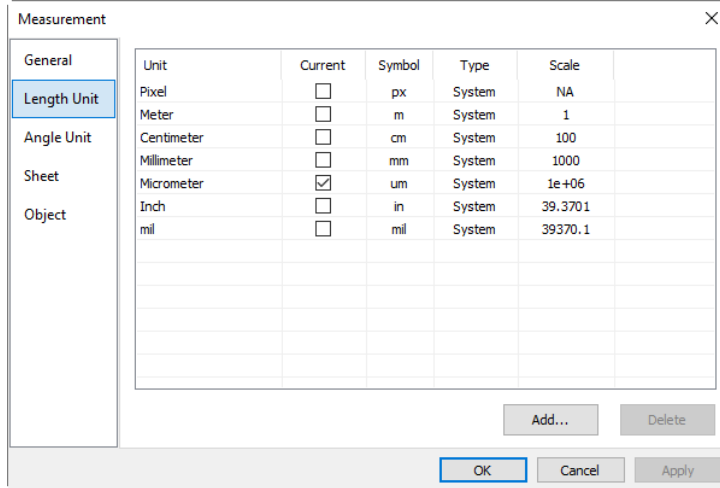 Measurement
General
Length Unit
Angle Unit
Sheet
Object
Unit Current Symbol Type Scale
Pixel px System NA
Meter m System 1
Centimeter cm System 100
Millimeter mm System 1000
Micrometer um System 1e+06
Inch in System 39.3701
mil mil System 39370.1
Add... Delete
OK Cancel Apply